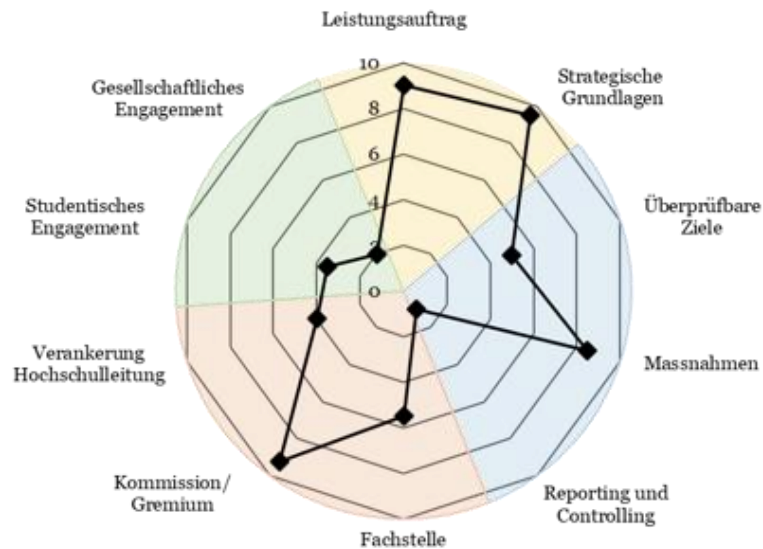 Leistungsauftrag
Strategische
Grundlagen
Überprüfbare
Ziele
Massnahmen
Reporting und
Controlling
Fachstelle
Kommission/
Gremium
Verankerung
Hochschulleitung
Studentisches
Engagement
Gesellschaftliches
Engagement
10
8
6
4
2
0